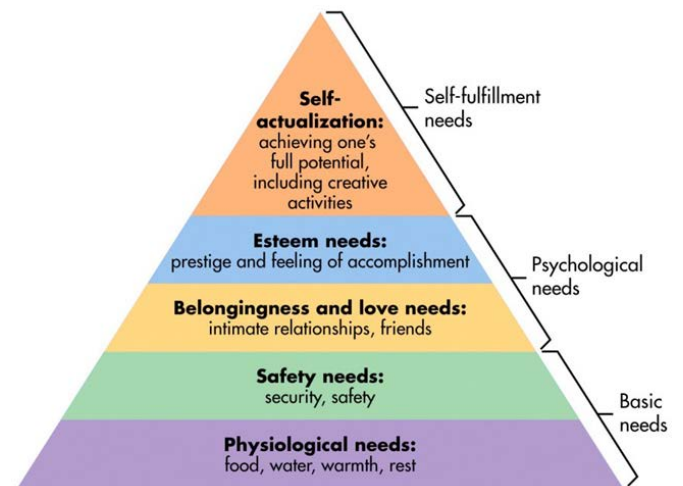 Self-
actualization:
achieving one's
full potential,
including creative
activities
Self-fulfillment
needs
Esteem needs:
prestige and feeling of accomplishment
Psychological
needs
Belongingness and love needs:
intimate relationships, friends
Safety needs:
security, safety
Basic
needs
Physiological needs:
food, water, warmth, rest